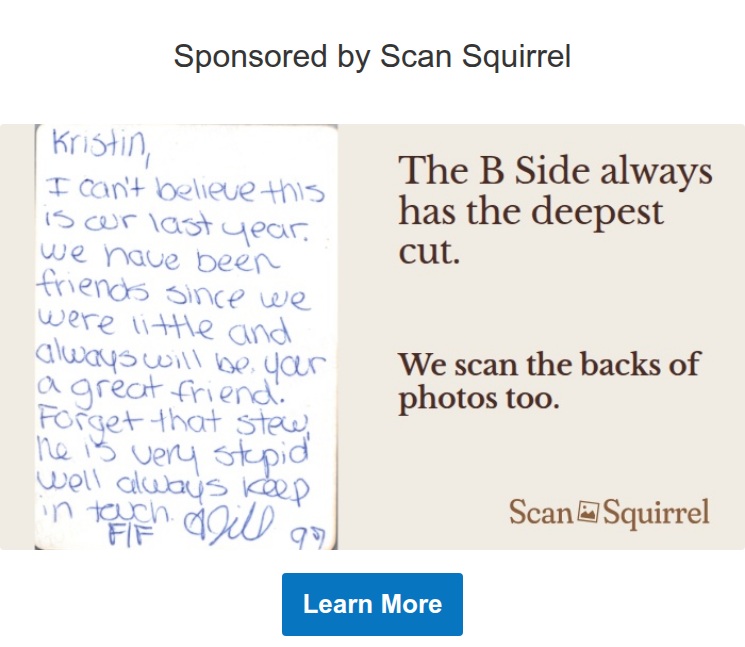 Sponsored by Scan Squirrel
Kristin,
I can't believe this
is our last year.
we have been
friends since we
were little and
always will be. your
a great friend.
Forget that stew,
he is very stupid
well always keep
in touch.
F/F Jill 99
The B Side always
has the deepest
cut.
We scan the backs of
photos too.
Scan Squirrel
Learn More